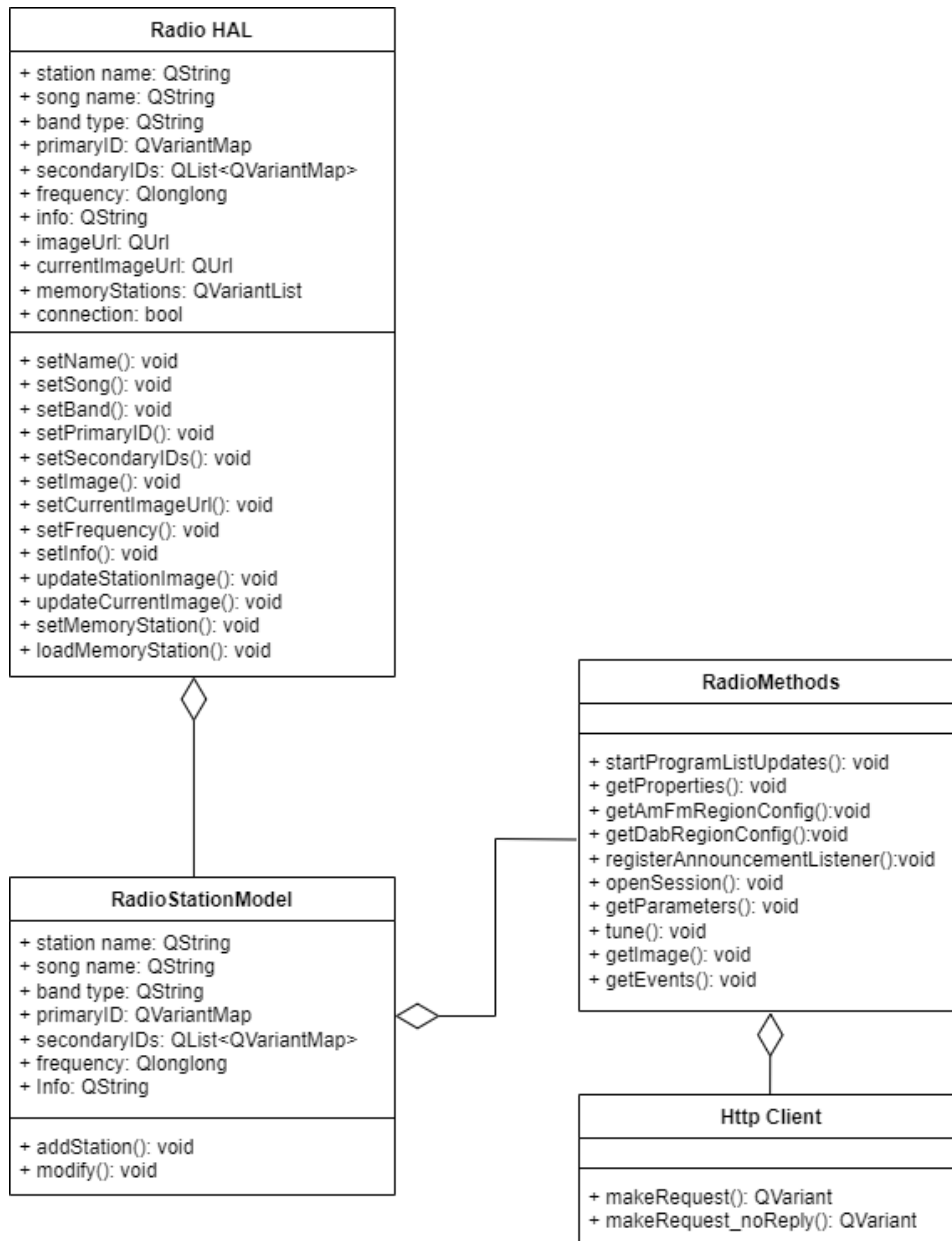 Radio HAL
+ station name: QString
+ song name: QString
+ band type: QString
+ primaryID: QVariantMap
+ secondaryIDs: QList<QVariantMap>
+ frequency: Qlonglong
+ info: QString
+ imageUrl: QUrl
+ currentImageUrl: QUrl
+ memoryStations: QVariantList
+ connection: bool
+ setName(): void
+ setSong(): void
+ setBand(): void
+ setPrimaryID(): void
+ setSecondaryIDs(): void
+ setImage(): void
+ setCurrentImageUrl(): void
+ setFrequency(): void
+ setInfo(): void
+ updateStationImage(): void
+ updateCurrentImage(): void
+ setMemoryStation(): void
+ loadMemoryStation(): void
RadioMethods
+ startProgramListUpdates(): void
+ getProperties(): void
+ getAmFmRegionConfig():void
+ getDabRegionConfig():void
+ registerAnnouncementListener():void
+ openSession(): void
+ getParameters(): void
+ tune(): void
+ getImage(): void
+ getEvents(): void
RadioStationModel
+ station name: QString
+ song name: QString
+ band type: QString
+ primaryID: QVariantMap
+ secondaryIDs: QList<QVariantMap>
+ frequency: Qlonglong
+ Info: QString
+ addStation(): void
+ modify(): void
Http Client
+ makeRequest(): QVariant
+ makeRequest_noReply(): QVariant